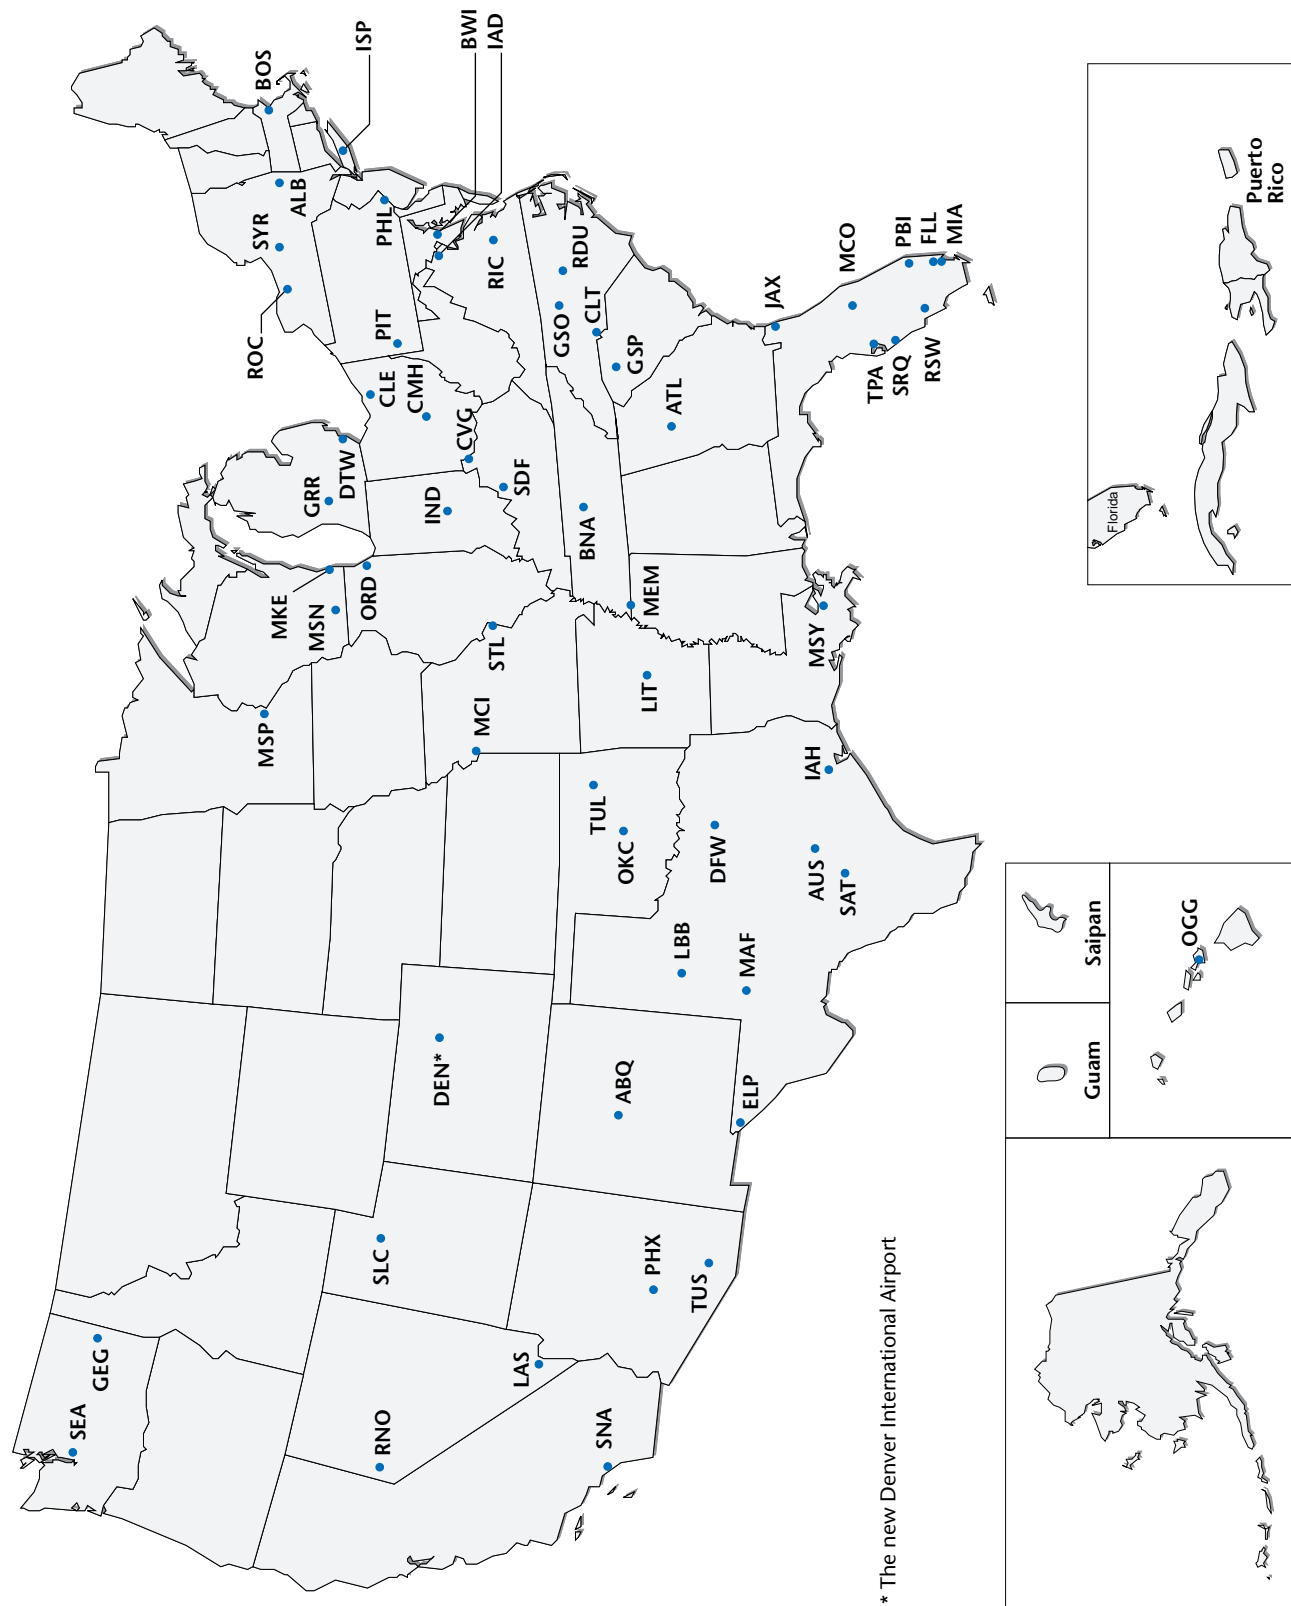 SEA
GEG
MSP
MKE
MSN
GRR
DTW
ROC
SYR
ALB
BOS
ISP
RNO
SLC
DEN*
MCI
STL
ORD
IND
CVG
CLE
CMH
PIT
PHL
BWI
IAD
LAS
SNA
PHX
TUS
ABQ
ELP
LBB
MAF
OKC
TUL
DFW
AUS
SAT
IAH
LIT
MEM
MSY
BNA
SDF
RIC
RDU
GSO
CLT
GSP
ATL
JAX
MCO
TPA
SRQ
RSW
PBI
FLL
MIA
* The new Denver International Airport
Guam
Saipan
OGG
Florida
Puerto
Rico